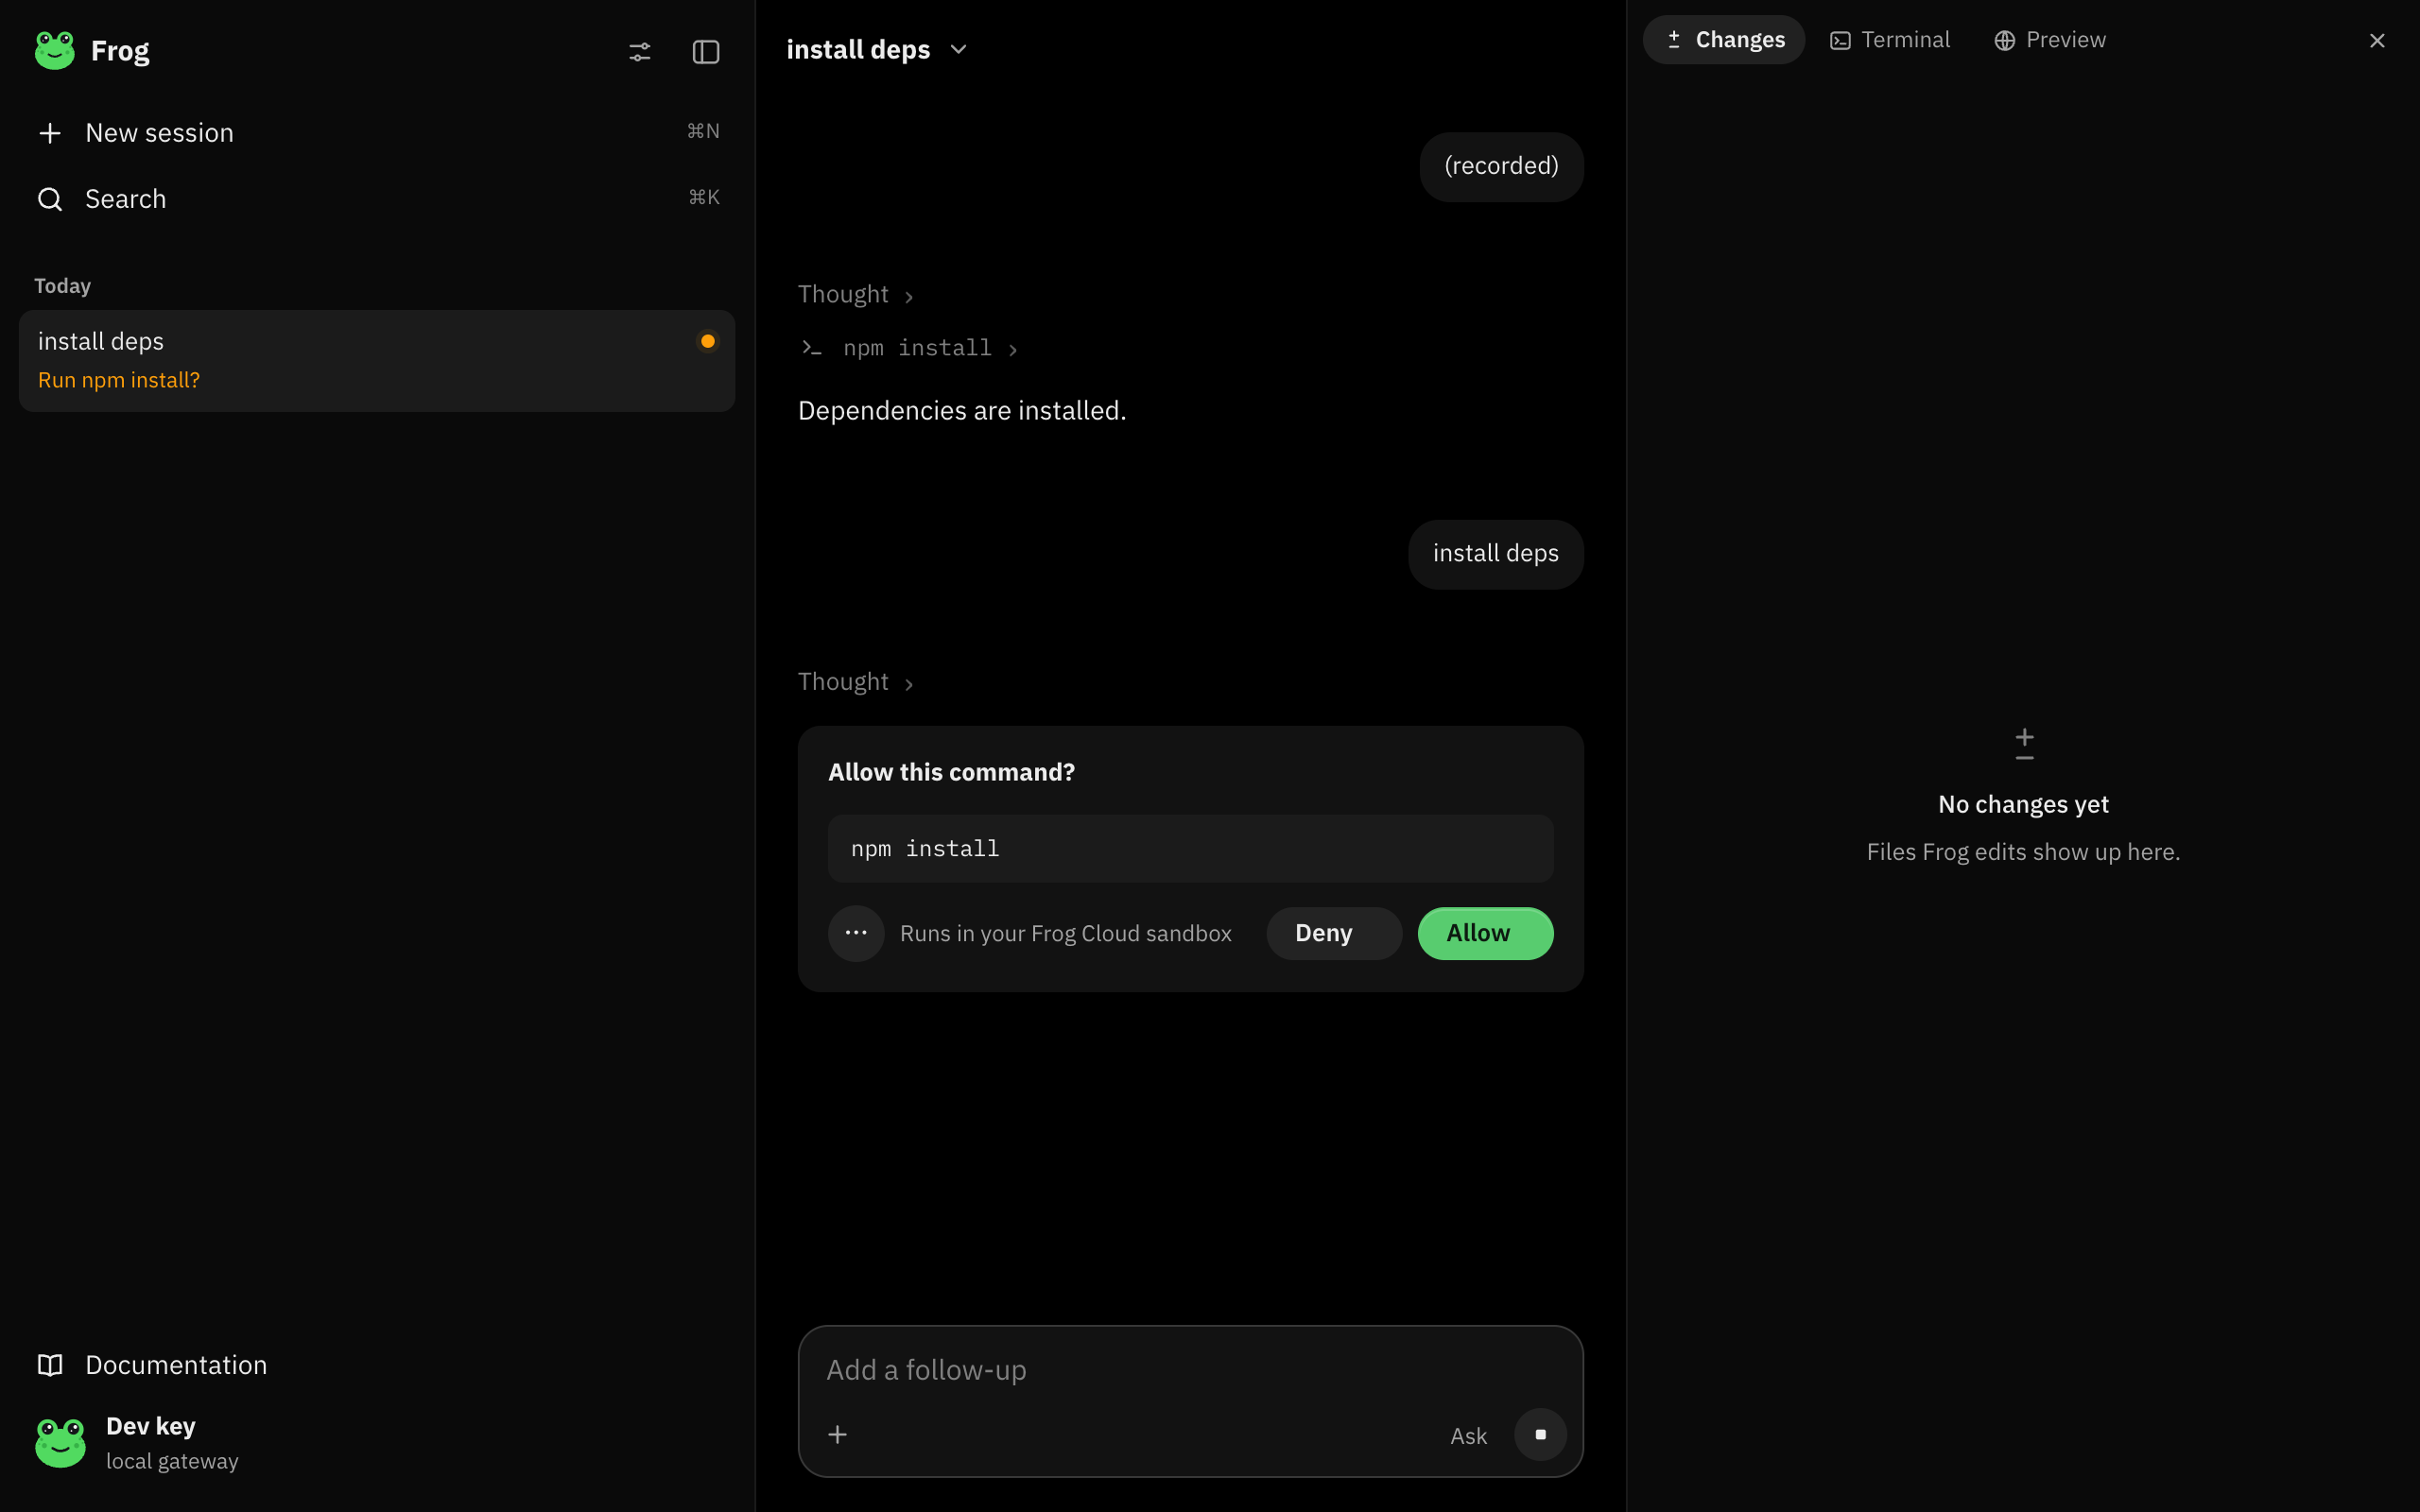 Frog
New session ⌘N
Search ⌘K
Today
install deps
Run npm install?
Documentation
Dev key
local gateway
install deps
(recorded)
Thought
npm install
Dependencies are installed.
install deps
Thought
Allow this command?
npm install
Runs in your Frog Cloud sandbox Deny Allow
Add a follow-up
Ask
Changes Terminal Preview
No changes yet
Files Frog edits show up here.